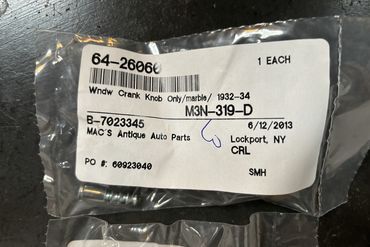 64-26060 1 EACH
Wndw Crank Knob Only/marble/ 1932-34
M3N-319-D
B-7023345 6/12/2013
MAC'S Antique Auto Parts Lockport, NY
CRL
PO #: 60923040 SMH